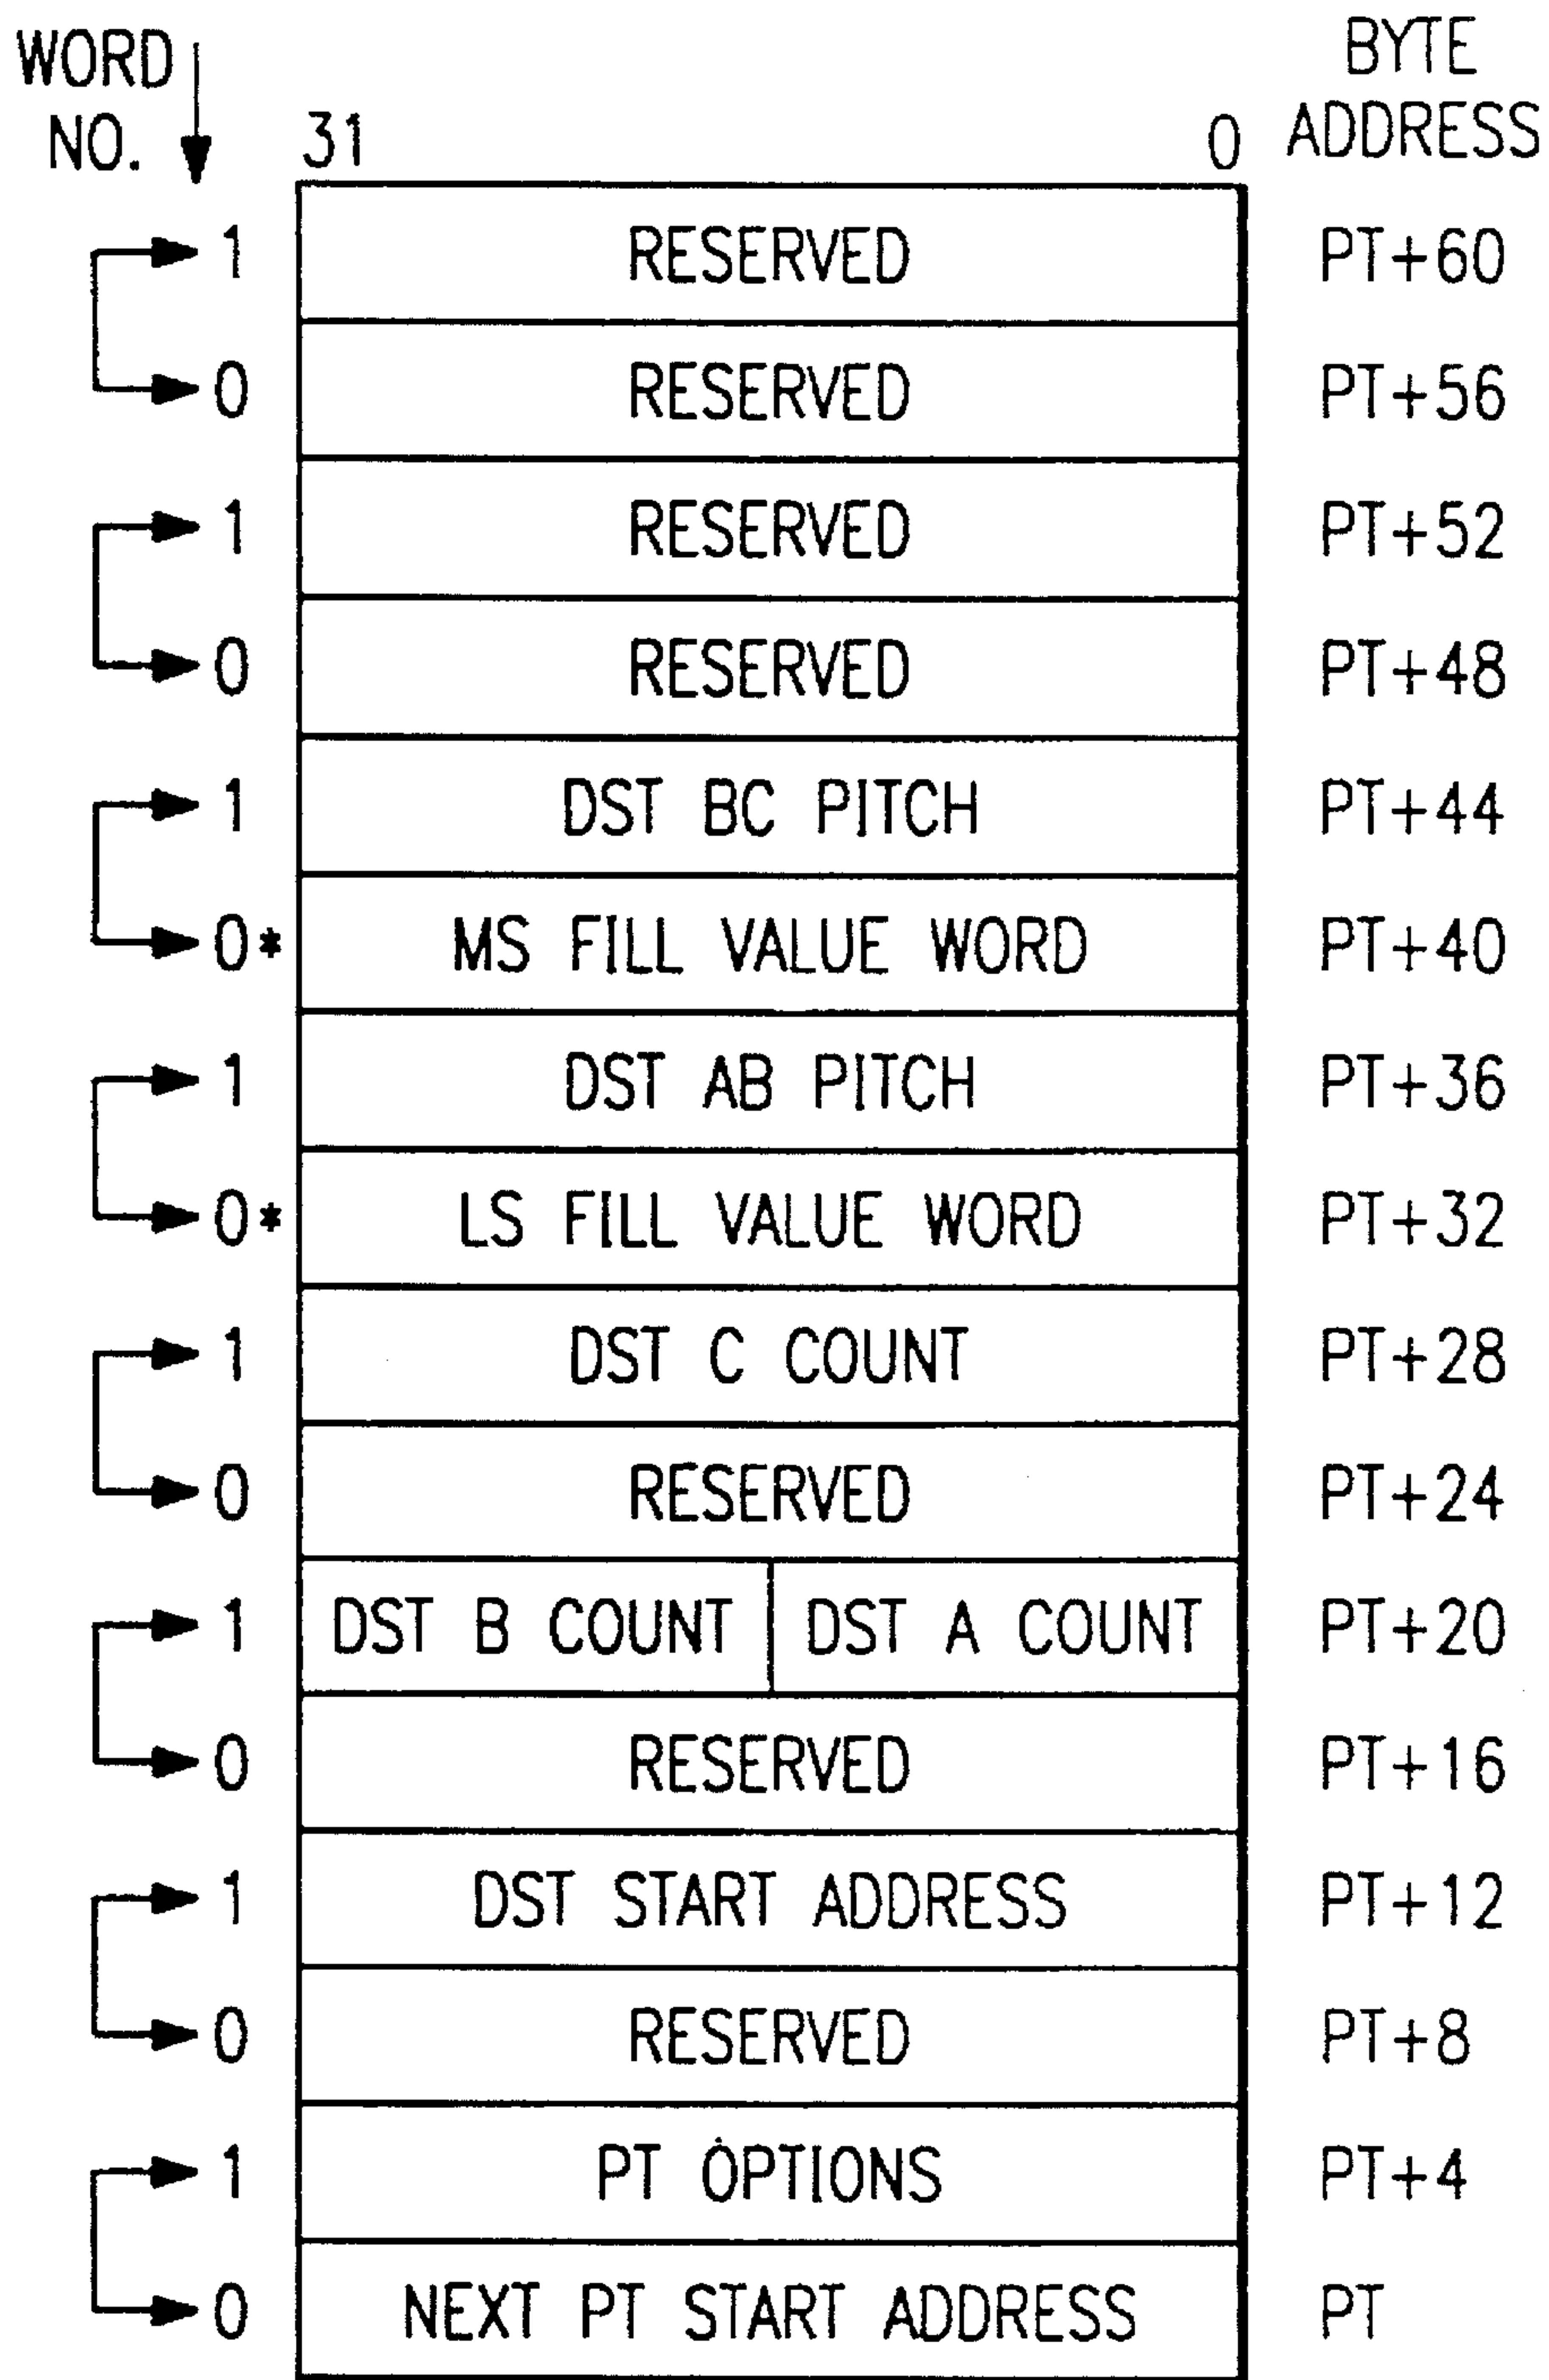 WORD NO.
31 0
BYTE ADDRESS
1 RESERVED PT+60
0 RESERVED PT+56
1 RESERVED PT+52
0 RESERVED PT+48
1 DST BC PITCH PT+44
0* MS FILL VALUE WORD PT+40
1 DST AB PITCH PT+36
0* LS FILL VALUE WORD PT+32
1 DST C COUNT PT+28
0 RESERVED PT+24
1 DST B COUNT DST A COUNT PT+20
0 RESERVED PT+16
1 DST START ADDRESS PT+12
0 RESERVED PT+8
1 PT OPTIONS PT+4
0 NEXT PT START ADDRESS PT